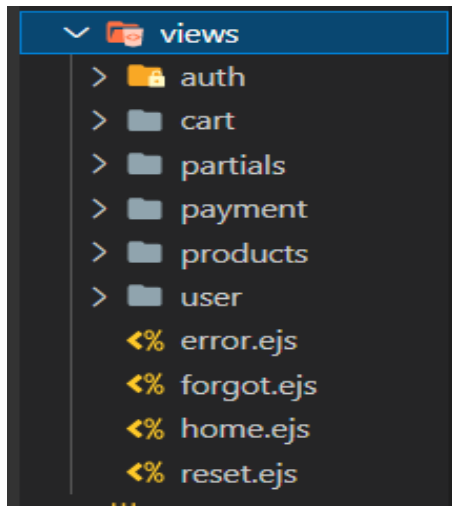 views
auth
cart
partials
payment
products
user
<% error.ejs
<% forgot.ejs
<% home.ejs
<% reset.ejs